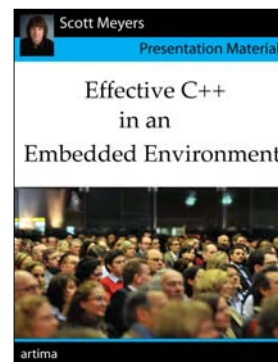 Scott Meyers
Presentation Material
Effective C++
in an
Embedded Environment
artima